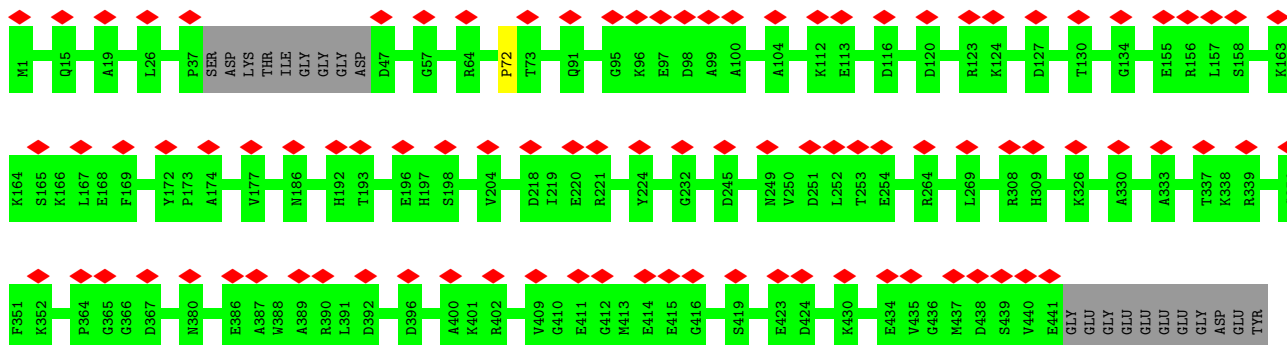 M1 Q15 A19 L26 P37 SER ASP LYS THR ILE GLY GLY GLY ASP D47 G57 R64 P72 T73 Q91 G95 K96 E97 D98 A99 A100 A104 K112 E113 D116 D120 R123 K124 D127 T130 G134 E155 R156 L157 S158 K163
K164 S165 K166 L167 E168 F169 Y172 P173 A174 V177 N186 H192 T193 E196 H197 S198 V204 D218 I219 E220 R221 Y224 G232 D245 N249 V250 D251 L252 T253 E254 R264 L269 R308 H309 K326 A330 A333 T337 K338 R339
F351 K352 P364 G365 G366 D367 N380 E386 A387 W388 A389 R390 L391 D392 D396 A400 K401 R402 V409 G410 E411 G412 M413 E414 E415 G416 S419 E423 D424 K430 E434 V435 G436 M437 D438 S439 V440 E441 GLY GLU GLY GLU GLU GLU GLU GLY ASP GLU TYR